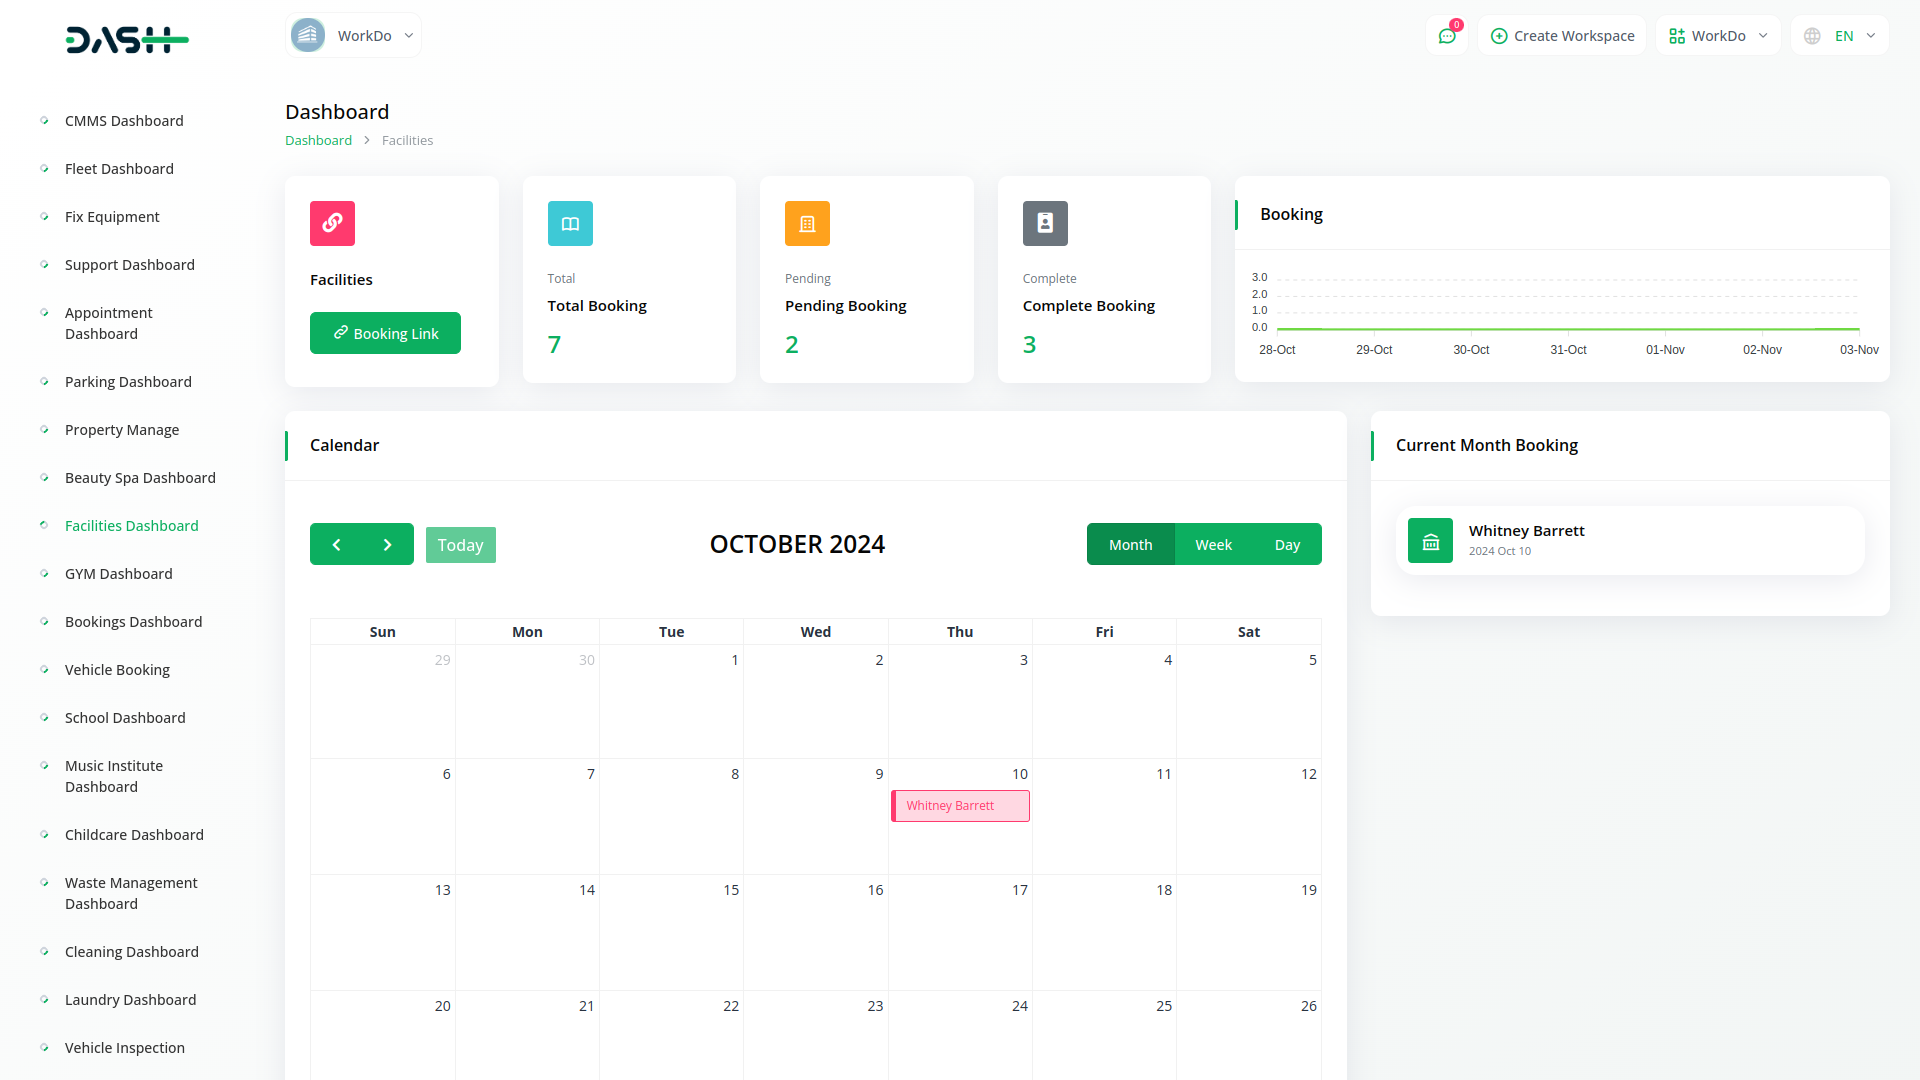 DASH
WorkDo
0
Create Workspace
WorkDo
EN
CMMS Dashboard
Fleet Dashboard
Fix Equipment
Support Dashboard
Appointment
Dashboard
Parking Dashboard
Property Manage
Beauty Spa Dashboard
Facilities Dashboard
GYM Dashboard
Bookings Dashboard
Vehicle Booking
School Dashboard
Music Institute
Dashboard
Childcare Dashboard
Waste Management
Dashboard
Cleaning Dashboard
Laundry Dashboard
Vehicle Inspection
Dashboard
Dashboard > Facilities
Facilities
Booking Link
Total
Total Booking
7
Pending
Pending Booking
2
Complete
Complete Booking
3
Booking
3.0
2.0
1.0
0.0
28-Oct 29-Oct 30-Oct 31-Oct 01-Nov 02-Nov 03-Nov
Calendar
Today
OCTOBER 2024
Month Week Day
Sun Mon Tue Wed Thu Fri Sat
29 30 1 2 3 4 5
6 7 8 9 10 11 12
Whitney Barrett
13 14 15 16 17 18 19
20 21 22 23 24 25 26
Current Month Booking
Whitney Barrett
2024 Oct 10